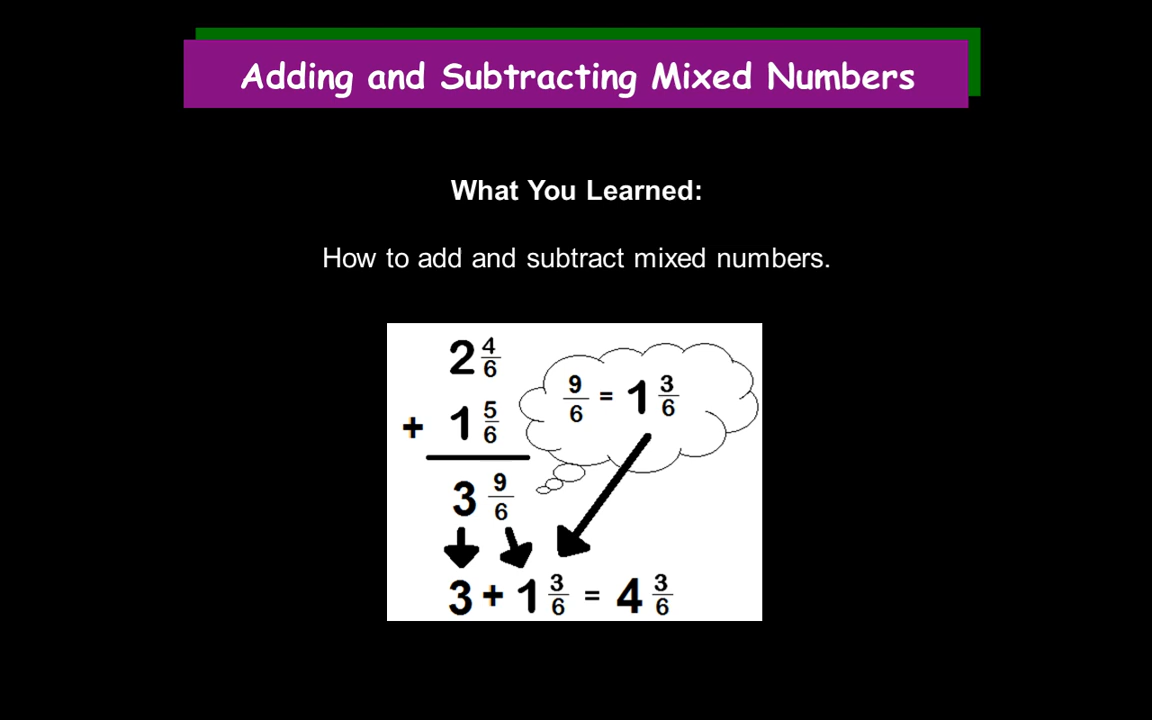 Adding and Subtracting Mixed Numbers
What You Learned:
How to add and subtract mixed numbers.
2 4/6
+ 1 5/6
3 9/6
9/6 = 1 3/6
3 + 1 3/6 = 4 3/6